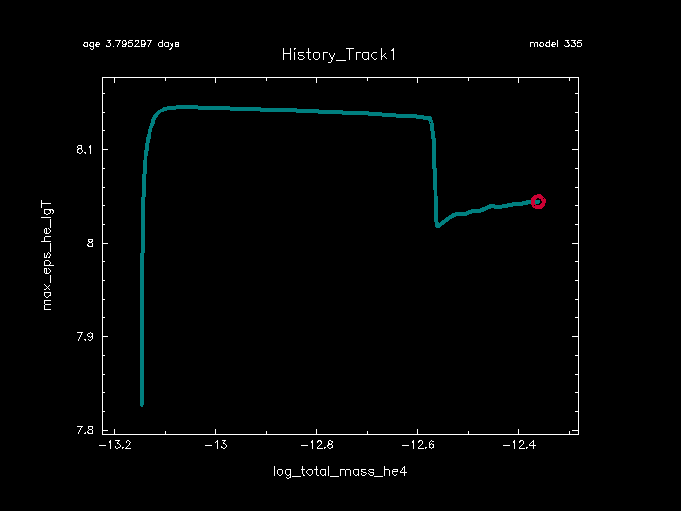 age 3.795297 days
model 335
History_Track1
8.1
8
7.9
7.8
max_eps_he_lgT
-13.2
-13
-12.8
-12.6
-12.4
log_total_mass_he4